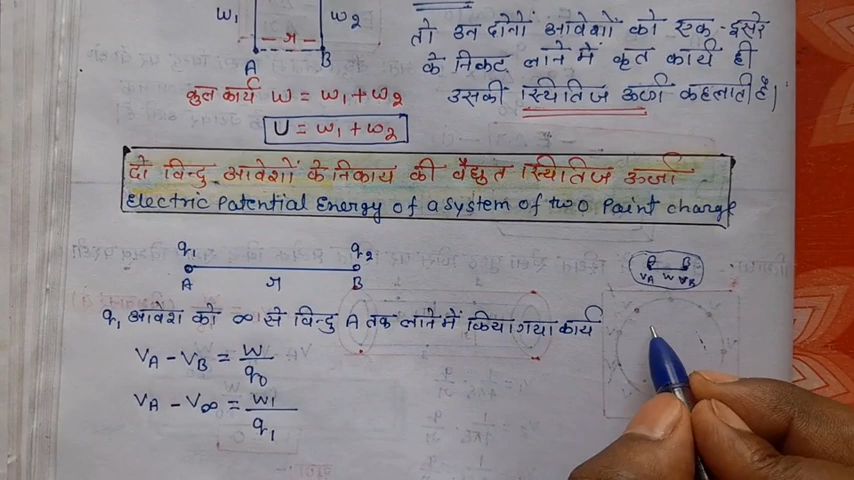 W₁ W₂
r
A B
तो उन दोनों आवेशों को एक-दूसरे
के निकट लाने में कृत कार्य ही
उसकी स्थितिज ऊर्जा कहलाती है।
कुल कार्य W = W₁ + W₂
U = W₁ + W₂
दो बिन्दु आवेशों के निकाय की वैद्युत स्थितिज ऊर्जा
Electric Potential Energy of a system of two Point charge
q₁ q₂
A r B
A B
VA W VB
q₁ आवेश को ∞ से बिन्दु A तक लाने में किया गया कार्य
VA - VB = W/q₀
VA - V∞ = W₁/q₁